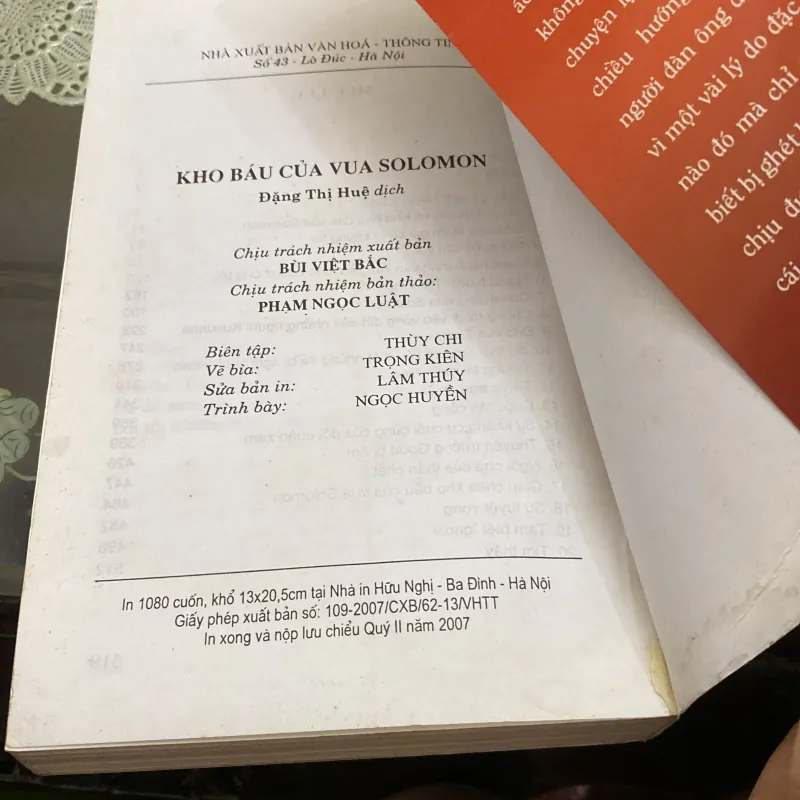 NHÀ XUẤT BẢN VĂN HOÁ - THÔNG TIN
Số 43 - Lò Đúc - Hà Nội
KHO BÁU CỦA VUA SOLOMON
Đặng Thị Huệ dịch
Chịu trách nhiệm xuất bản
BÙI VIỆT BẮC
Chịu trách nhiệm bản thảo:
PHẠM NGỌC LUẬT
Biên tập: THÙY CHI
Vẽ bìa: TRỌNG KIÊN
Sửa bản in: LÂM THÚY
Trình bày: NGỌC HUYỀN
In 1080 cuốn, khổ 13x20,5cm tại Nhà in Hữu Nghị - Ba Đình - Hà Nội
Giấy phép xuất bản số: 109-2007/CXB/62-13/VHTT
In xong và nộp lưu chiểu Quý II năm 2007
không
chuyện
chiều hướng
người đàn ông
vì một vài lý do đặc
nào đó mà chỉ
biết bị ghét
chịu
cái